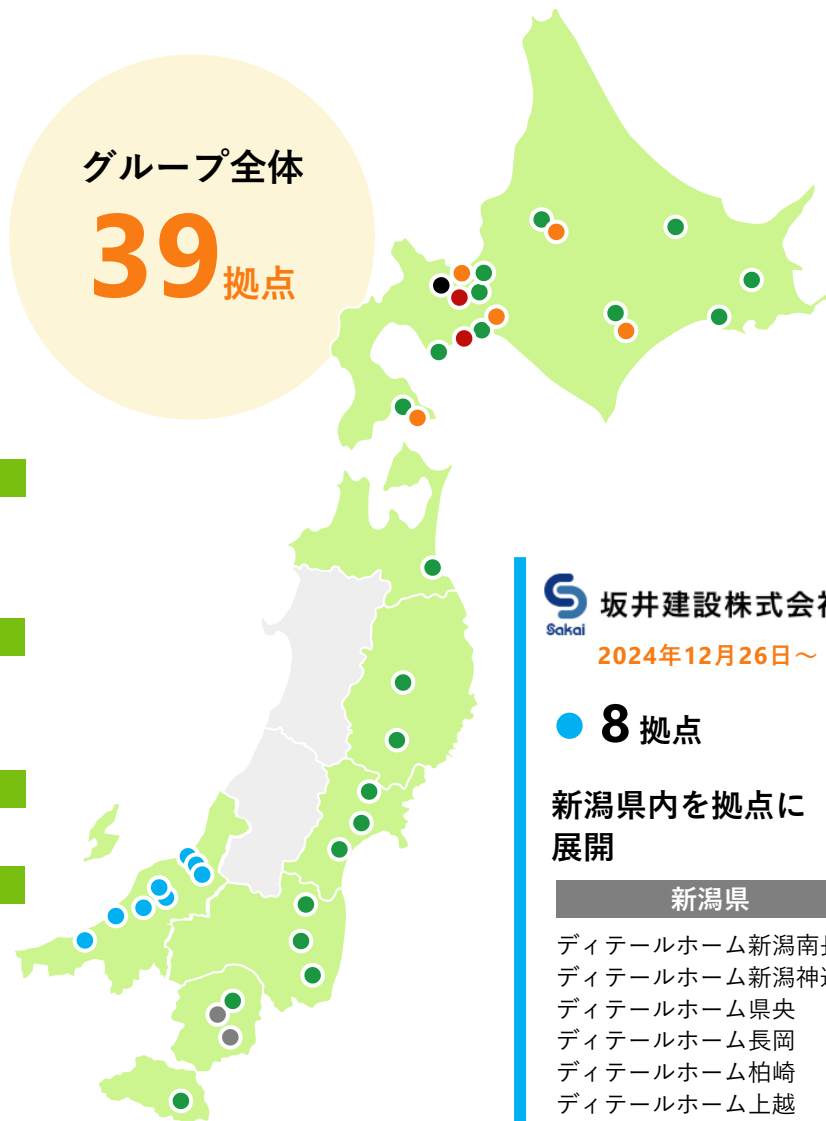 グループ全体
39拠点
Sakai
坂井建設株式会
2024年12月26日～
8 拠点
新潟県内を拠点に
展開
新潟県
ディテールホーム新潟南
ディテールホーム新潟神
ディテールホーム県央
ディテールホーム長岡
ディテールホーム柏崎
ディテールホーム上越